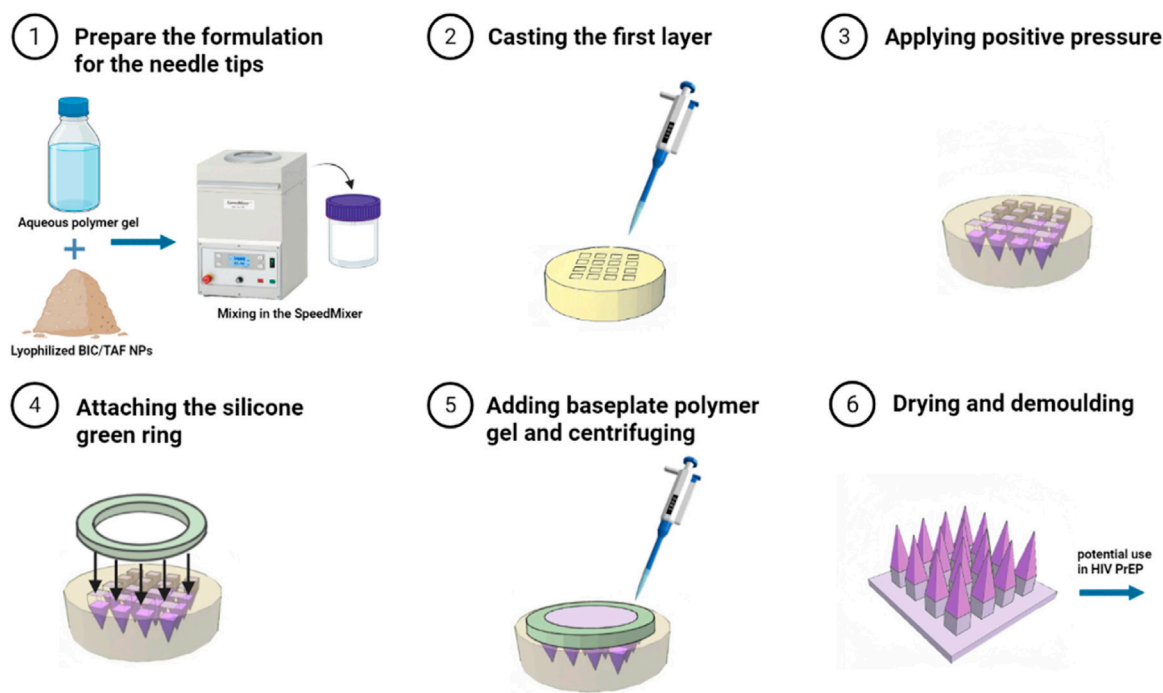 1
Prepare the formulation
for the needle tips
Aqueous polymer gel
+
Lyophilized BIC/TAF NPs
Mixing in the SpeedMixer
2
Casting the first layer
3
Applying positive pressure
4
Attaching the silicone
green ring
5
Adding baseplate polymer
gel and centrifuging
6
Drying and demoulding
potential use
in HIV PrEP